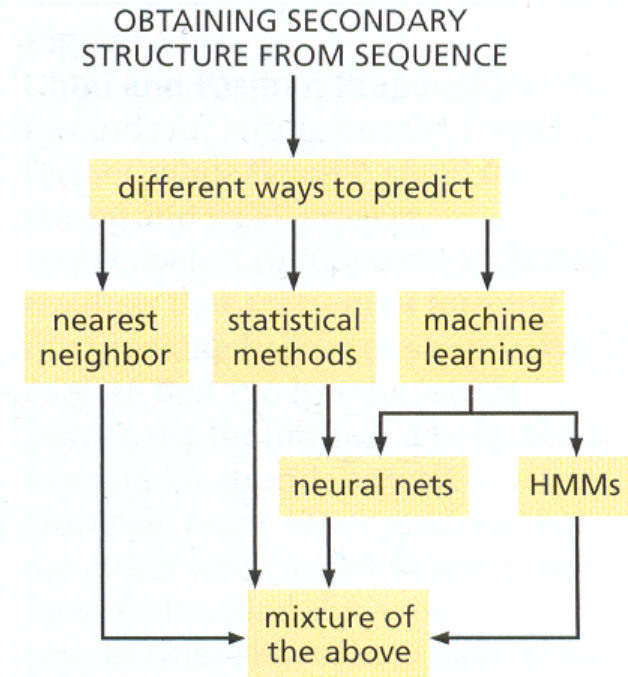 OBTAINING SECONDARY
STRUCTURE FROM SEQUENCE
different ways to predict
nearest
neighbor
statistical
methods
machine
learning
neural nets
HMMs
mixture of
the above